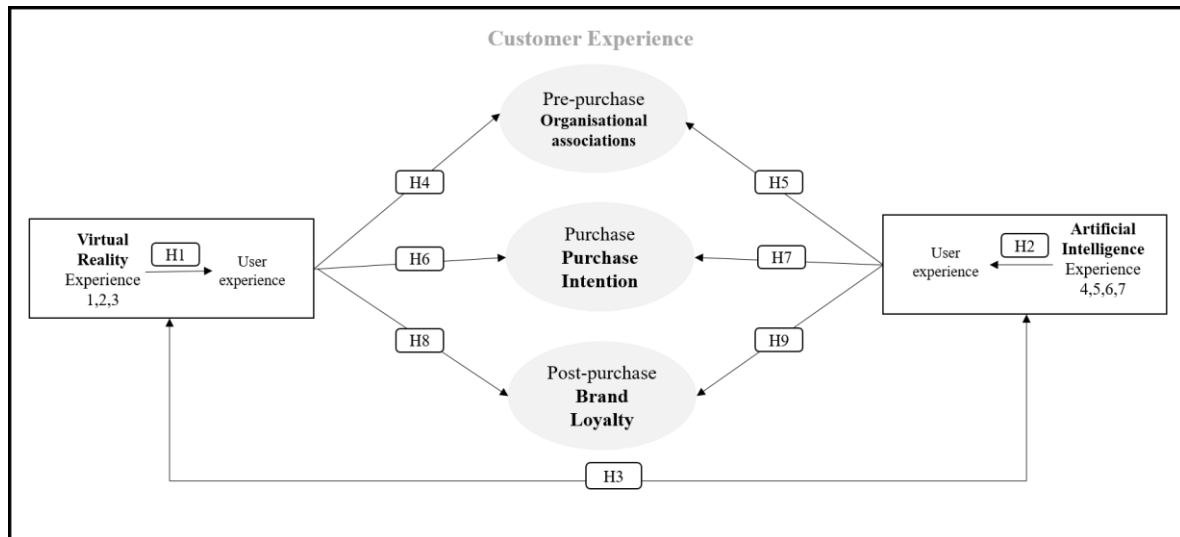 Customer Experience
Pre-purchase
Organisational
associations
H4
H5
Virtual
Reality
Experience
1,2,3
H1
User
experience
Purchase
Purchase
Intention
H6
H7
User
experience
H2
Artificial
Intelligence
Experience
4,5,6,7
H8
H9
Post-purchase
Brand
Loyalty
H3